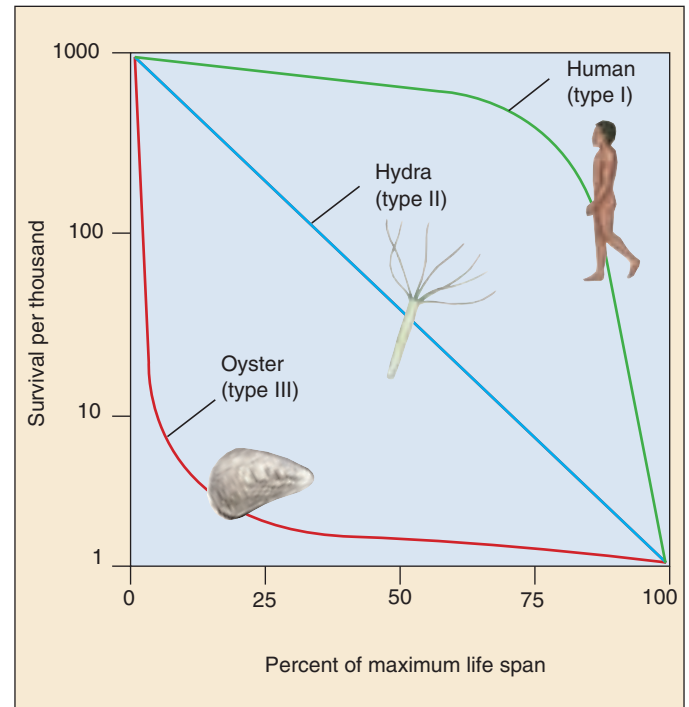 1000
100
10
1
Survival per thousand
Human
(type I)
Hydra
(type II)
Oyster
(type III)
0 25 50 75 100
Percent of maximum life span